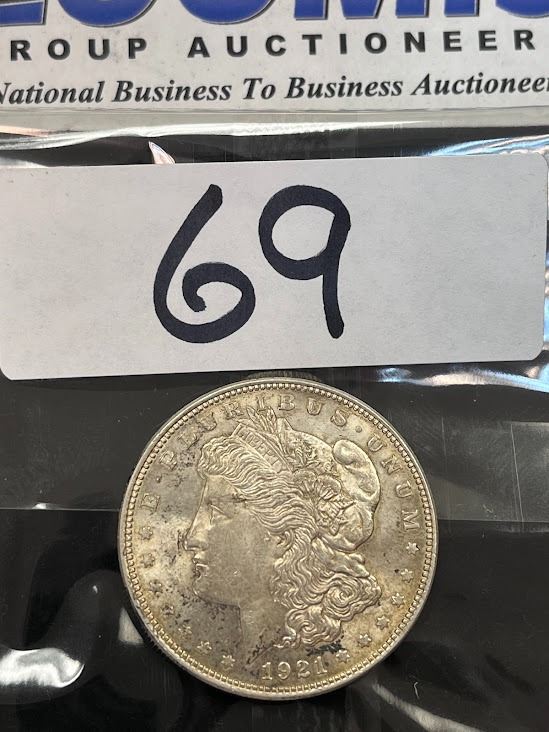 ROUP AUCTIONEER
National Business To Business Auctioneer
69
E·PLURIBUS·UNUM
1921